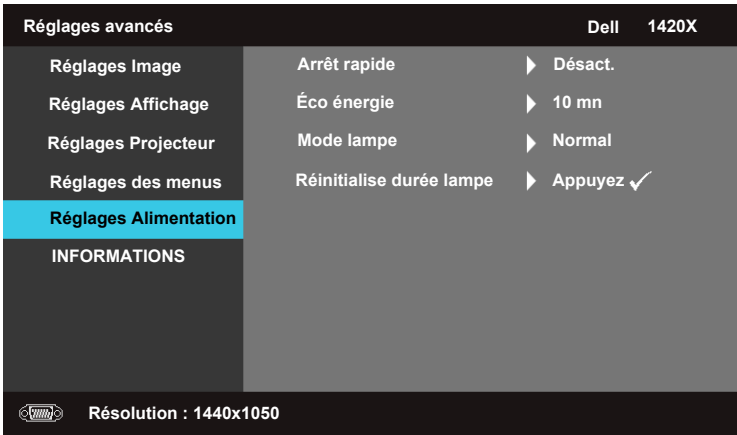 Réglages avancés Dell 1420X
Réglages Image Arrêt rapide Désact.
Réglages Affichage Éco énergie 10 mn
Réglages Projecteur Mode lampe Normal
Réglages des menus Réinitialise durée lampe Appuyez
Réglages Alimentation
INFORMATIONS
Résolution : 1440x1050